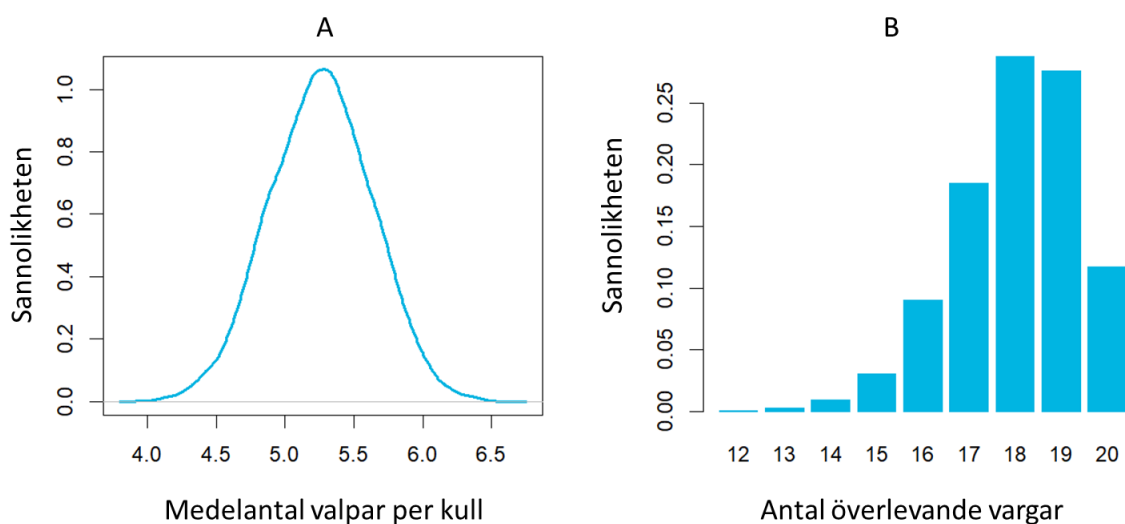 A
Sannolikheten
0.0 0.2 0.4 0.6 0.8 1.0
4.0 4.5 5.0 5.5 6.0 6.5
Medelantal valpar per kull
B
Sannolikheten
0.00 0.05 0.10 0.15 0.20 0.25
12 13 14 15 16 17 18 19 20
Antal överlevande vargar